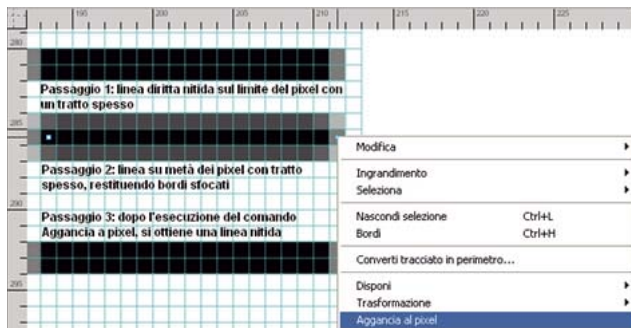 195
200
205
210
215
220
225
280
Passaggio 1: linea diritta nitida sul limite del pixel con
un tratto spesso
285
Passaggio 2: linea su metà dei pixel con tratto
spesso, restituendo bordi sfocati
290
Passaggio 3: dopo l'esecuzione del comando
Aggancia a pixel, si ottiene una linea nitida
295
Modifica
Ingrandimento
Seleziona
Nascondi selezione Ctrl+L
Bordi Ctrl+H
Converti tracciato in perimetro...
Disponi
Trasformazione
Aggancia al pixel